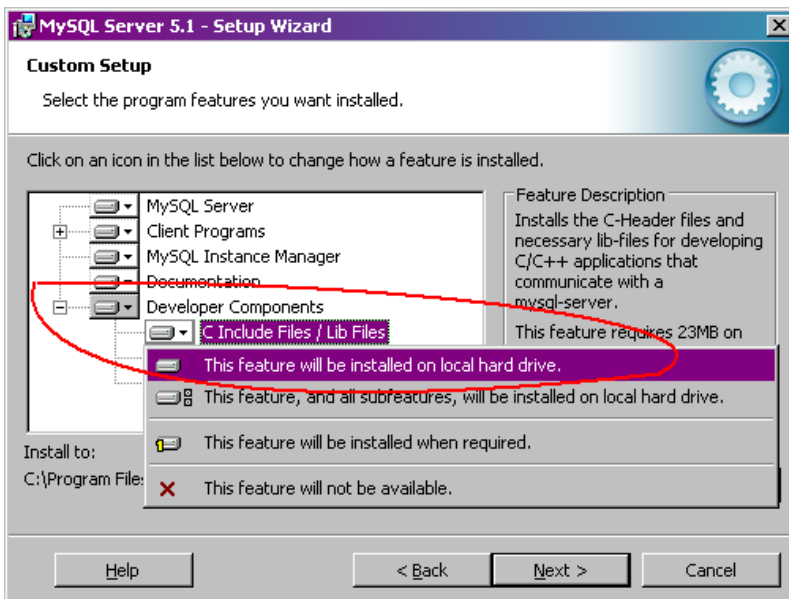 MySQL Server 5.1 - Setup Wizard
Custom Setup
Select the program features you want installed.
Click on an icon in the list below to change how a feature is installed.
MySQL Server
Client Programs
MySQL Instance Manager
Documentation
Developer Components
C Include Files / Lib Files
Feature Description
Installs the C-Header files and
necessary lib-files for developing
C/C++ applications that
communicate with a
mysql-server.
This feature requires 23MB on
This feature will be installed on local hard drive.
This feature, and all subfeatures, will be installed on local hard drive.
This feature will be installed when required.
This feature will not be available.
Install to:
C:\Program File
Help
< Back
Next >
Cancel